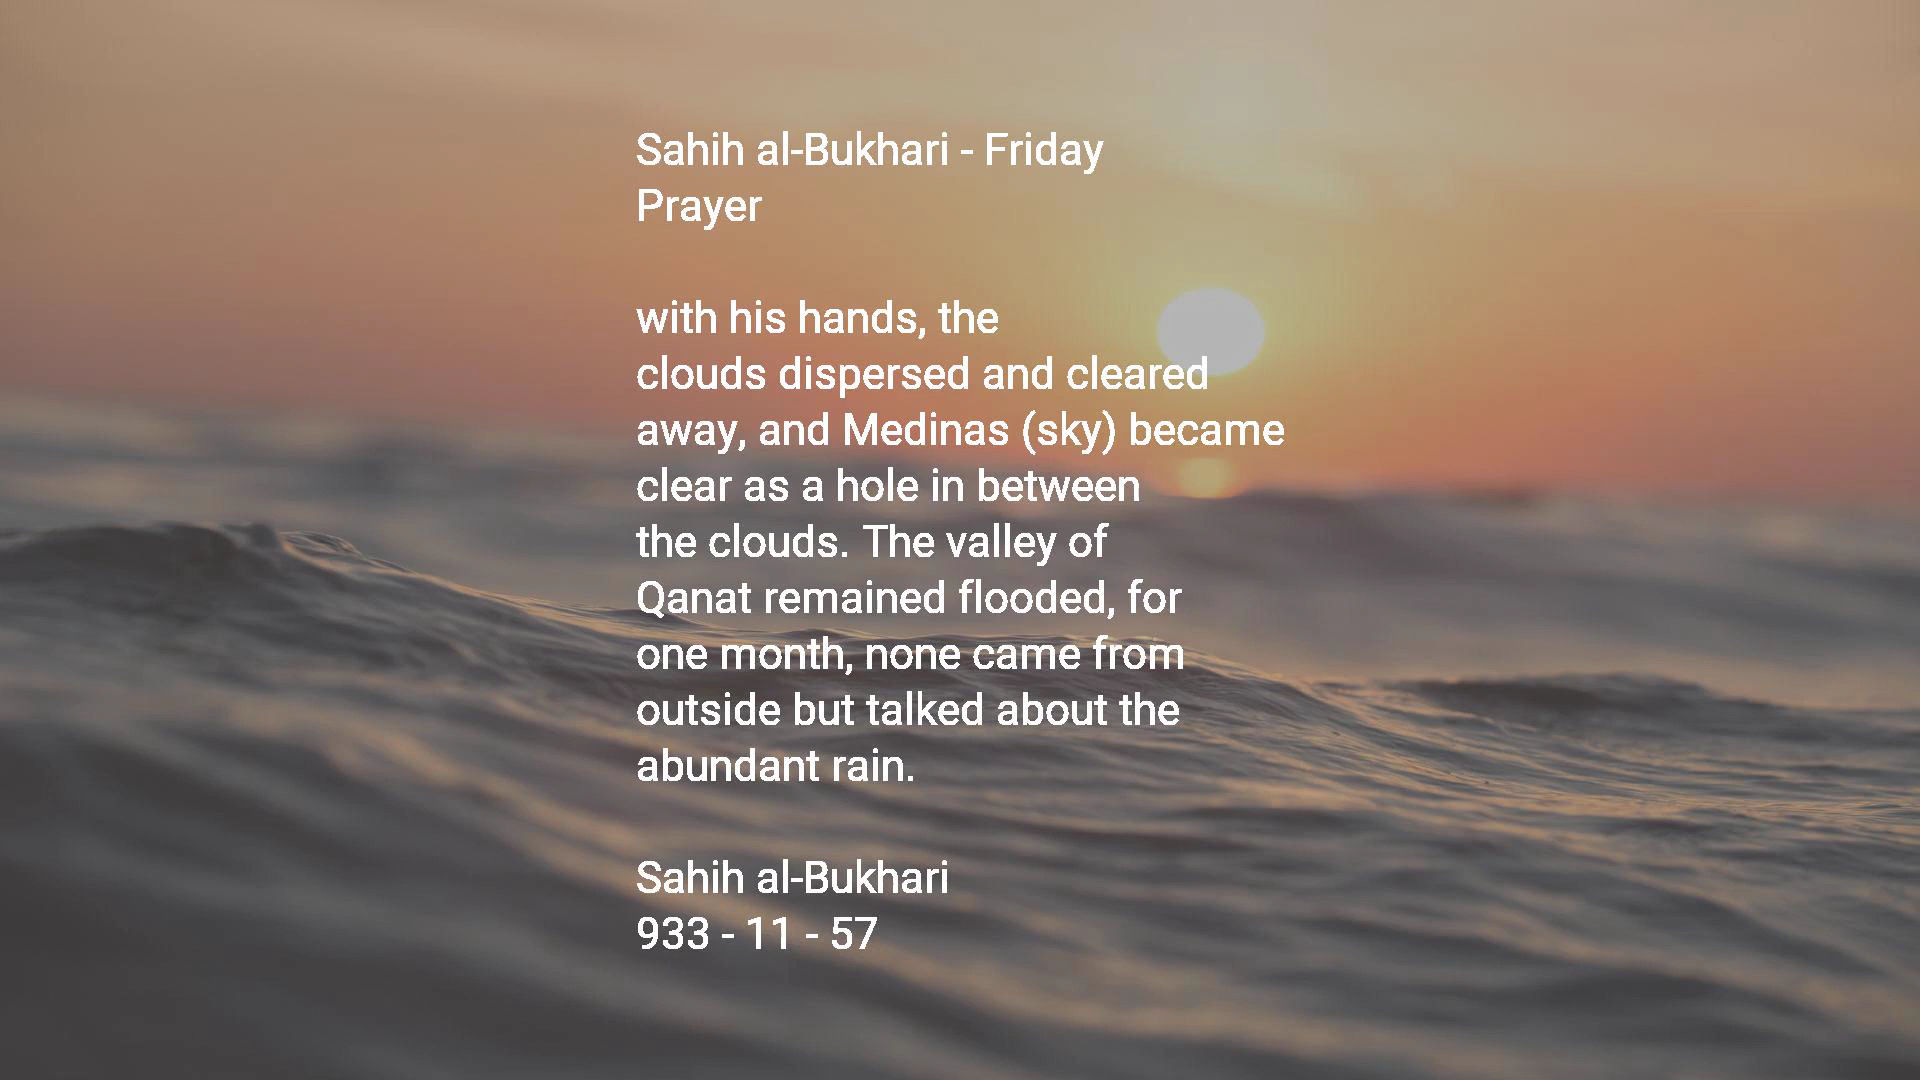 Sahih al-Bukhari - Friday
Prayer
with his hands, the
clouds dispersed and cleared
away, and Medinas (sky) became
clear as a hole in between
the clouds. The valley of
Qanat remained flooded, for
one month, none came from
outside but talked about the
abundant rain.
Sahih al-Bukhari
933 - 11 - 57